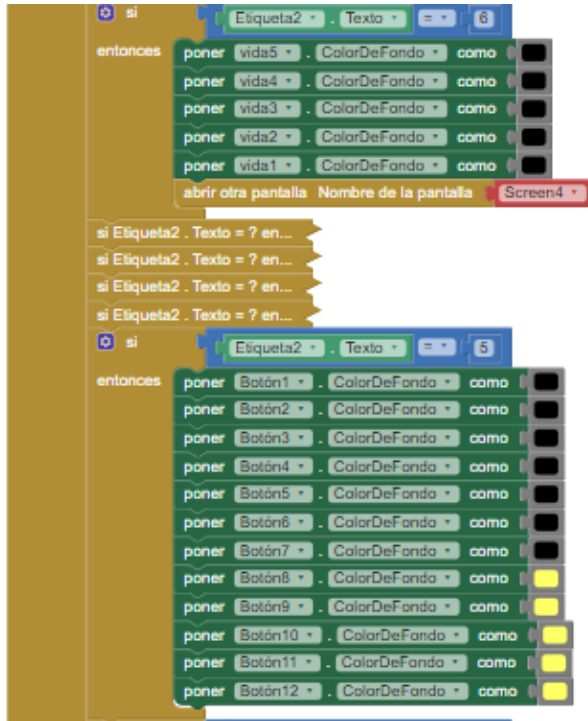 si Etiqueta2 . Texto = 6
entonces poner vida5 . ColorDeFondo como
poner vida4 . ColorDeFondo como
poner vida3 . ColorDeFondo como
poner vida2 . ColorDeFondo como
poner vida1 . ColorDeFondo como
abrir otra pantalla Nombre de la pantalla Screen4
si Etiqueta2 . Texto = ? en...
si Etiqueta2 . Texto = ? en...
si Etiqueta2 . Texto = ? en...
si Etiqueta2 . Texto = ? en...
si Etiqueta2 . Texto = 5
entonces poner Botón1 . ColorDeFondo como
poner Botón2 . ColorDeFondo como
poner Botón3 . ColorDeFondo como
poner Botón4 . ColorDeFondo como
poner Botón5 . ColorDeFondo como
poner Botón6 . ColorDeFondo como
poner Botón7 . ColorDeFondo como
poner Botón8 . ColorDeFondo como
poner Botón9 . ColorDeFondo como
poner Botón10 . ColorDeFondo como
poner Botón11 . ColorDeFondo como
poner Botón12 . ColorDeFondo como